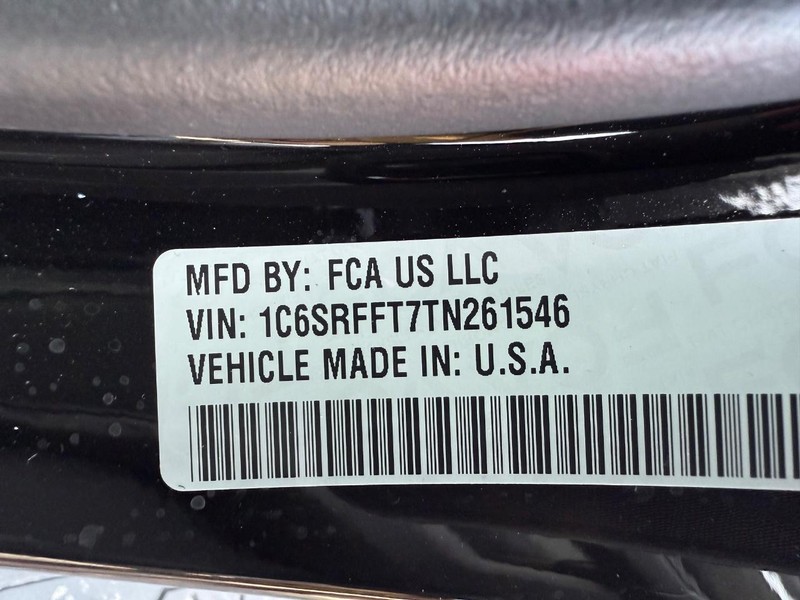 MFD BY: FCA US LLC
VIN: 1C6SRFFT7TN261546
VEHICLE MADE IN: U.S.A.